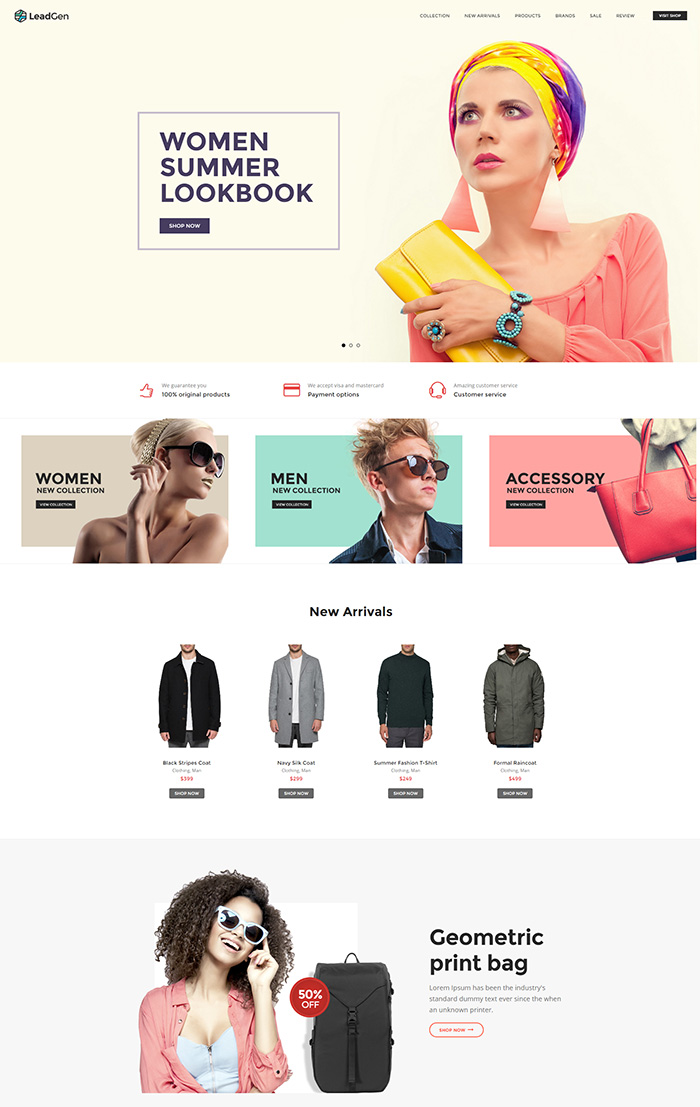 LeadGen
COLLECTION NEW ARRIVALS PRODUCTS BRANDS SALE REVIEW VISIT SHOP
WOMEN
SUMMER
LOOKBOOK
SHOP NOW
We guarantee you
100% original products
We accept visa and mastercard
Payment options
Amazing customer service
Customer service
WOMEN
NEW COLLECTION
VIEW COLLECTION
MEN
NEW COLLECTION
VIEW COLLECTION
ACCESSORY
NEW COLLECTION
VIEW COLLECTION
New Arrivals
Black Stripes Coat
Clothing, Man
$399
SHOP NOW
Navy Silk Coat
Clothing, Man
$299
SHOP NOW
Summer Fashion T-Shirt
Clothing, Man
$249
SHOP NOW
Formal Raincoat
Clothing, Man
$499
SHOP NOW
50%
OFF
Geometric
print bag
Lorem Ipsum has been the industry's
standard dummy text ever since the when
an unknown printer.
SHOP NOW →